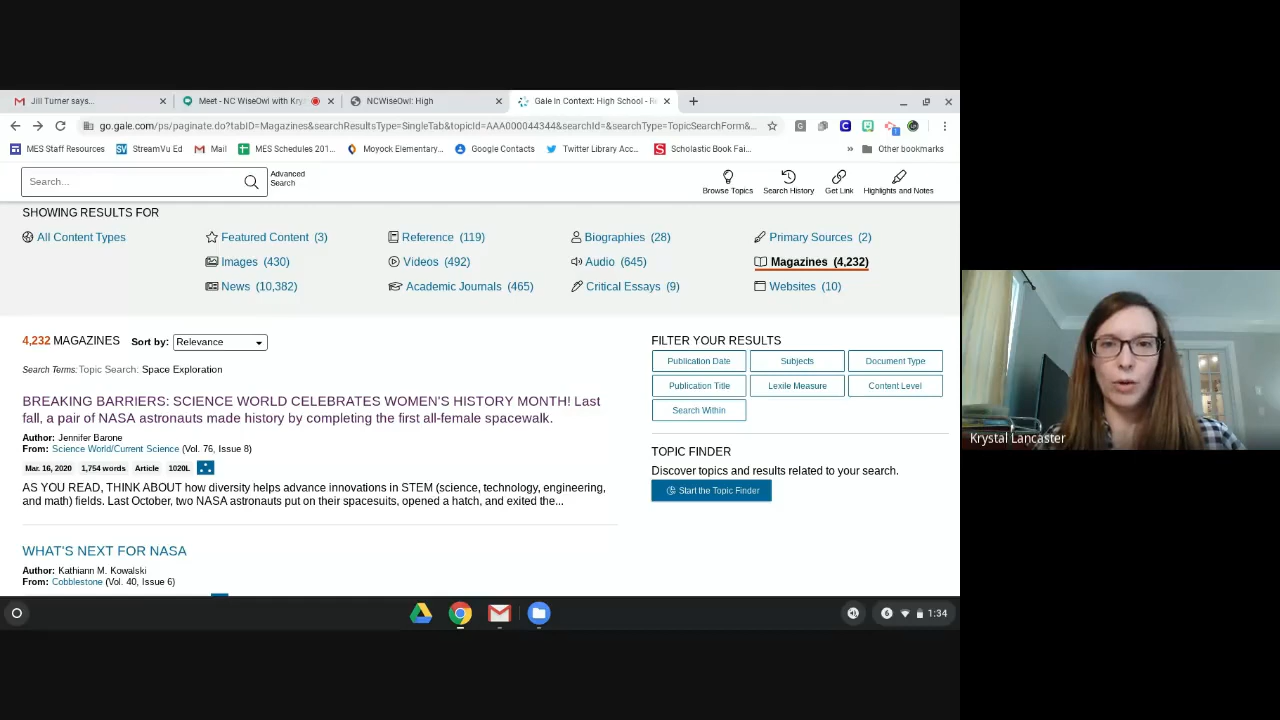 Jill Turner says...
Meet - NC WiseOwl with Krys
NCWiseOwl: High
Gale In Context: High School - Re
go.gale.com/ps/paginate.do?tabID=Magazines&searchResultsType=SingleTab&topicId=AAA000044344&searchId=&searchType=TopicSearchForm&...
MES Staff Resources
StreamVu Ed
Mail
MES Schedules 201...
Moyock Elementary...
Google Contacts
Twitter Library Acc...
Scholastic Book Fai...
Other bookmarks
Search...
Advanced
Search
Browse Topics
Search History
Get Link
Highlights and Notes
SHOWING RESULTS FOR
All Content Types
Featured Content (3)
Reference (119)
Biographies (28)
Primary Sources (2)
Images (430)
Videos (492)
Audio (645)
Magazines (4,232)
News (10,382)
Academic Journals (465)
Critical Essays (9)
Websites (10)
4,232 MAGAZINES Sort by: Relevance
Search Terms: Topic Search: Space Exploration
BREAKING BARRIERS: SCIENCE WORLD CELEBRATES WOMEN'S HISTORY MONTH! Last
fall, a pair of NASA astronauts made history by completing the first all-female spacewalk.
Author: Jennifer Barone
From: Science World/Current Science (Vol. 76, Issue 8)
Mar. 16, 2020 1,754 words Article 1020L
AS YOU READ, THINK ABOUT how diversity helps advance innovations in STEM (science, technology, engineering,
and math) fields. Last October, two NASA astronauts put on their spacesuits, opened a hatch, and exited the...
WHAT'S NEXT FOR NASA
Author: Kathiann M. Kowalski
From: Cobblestone (Vol. 40, Issue 6)
FILTER YOUR RESULTS
Publication Date
Subjects
Document Type
Publication Title
Lexile Measure
Content Level
Search Within
TOPIC FINDER
Discover topics and results related to your search.
Start the Topic Finder
Krystal Lancaster
6
1:34